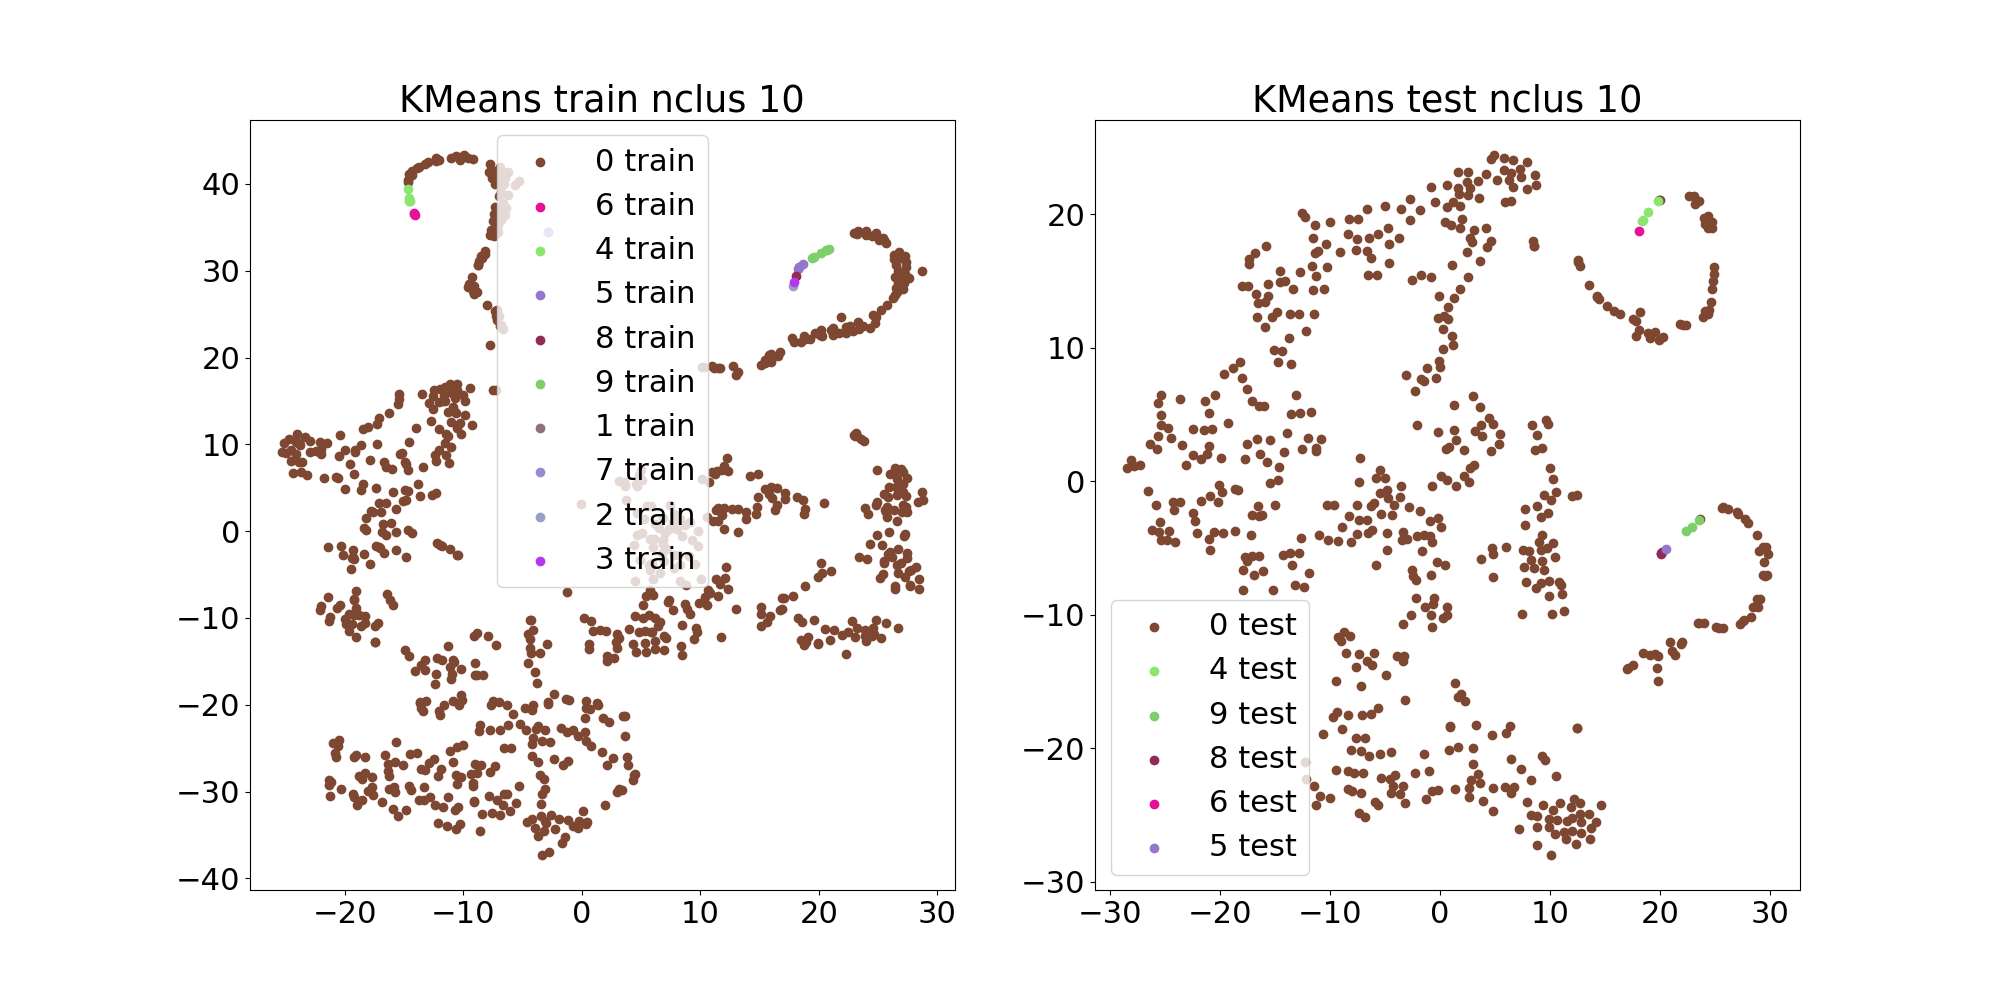 KMeans train nclus 10
40
30
20
10
0
−10
−20
−30
−40
−20
−10
0
10
20
30
0 train
6 train
4 train
5 train
8 train
9 train
1 train
7 train
2 train
3 train
KMeans test nclus 10
20
10
0
−10
−20
−30
−30
−20
−10
0
10
20
30
0 test
4 test
9 test
8 test
6 test
5 test